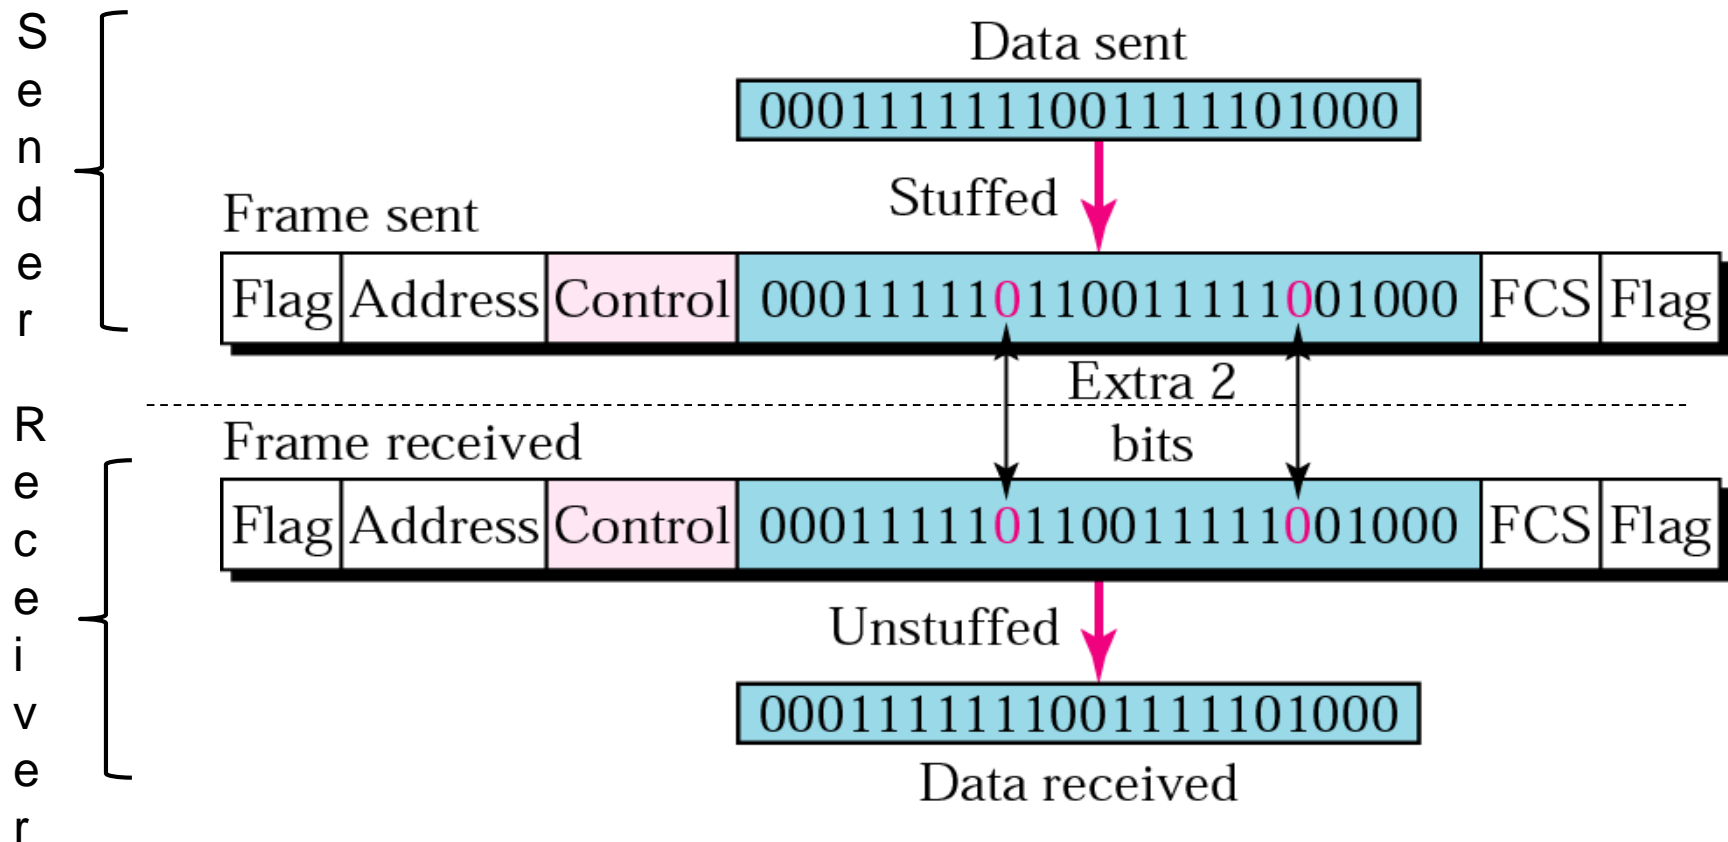 S
e
n
d
e
r
Data sent
0001111111001111101000
Stuffed
Frame sent
Flag Address Control 000111110110011111001000 FCS Flag
Extra 2
bits
R
e
c
e
i
v
e
r
Frame received
Flag Address Control 000111110110011111001000 FCS Flag
Unstuffed
0001111111001111101000
Data received